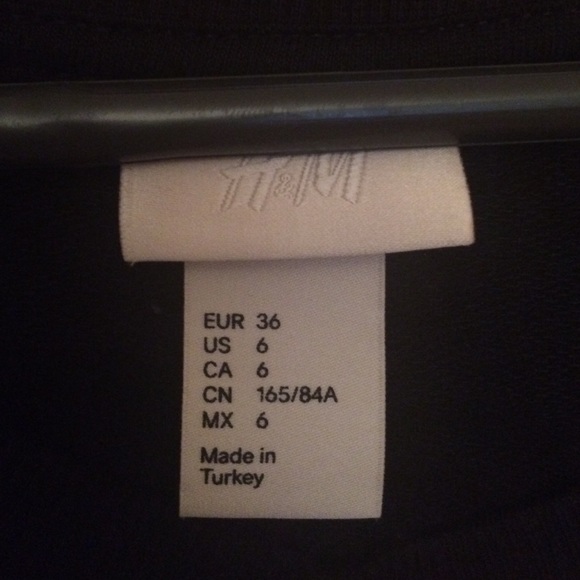 H&M
EUR 36
US 6
CA 6
CN 165/84A
MX 6
Made in
Turkey